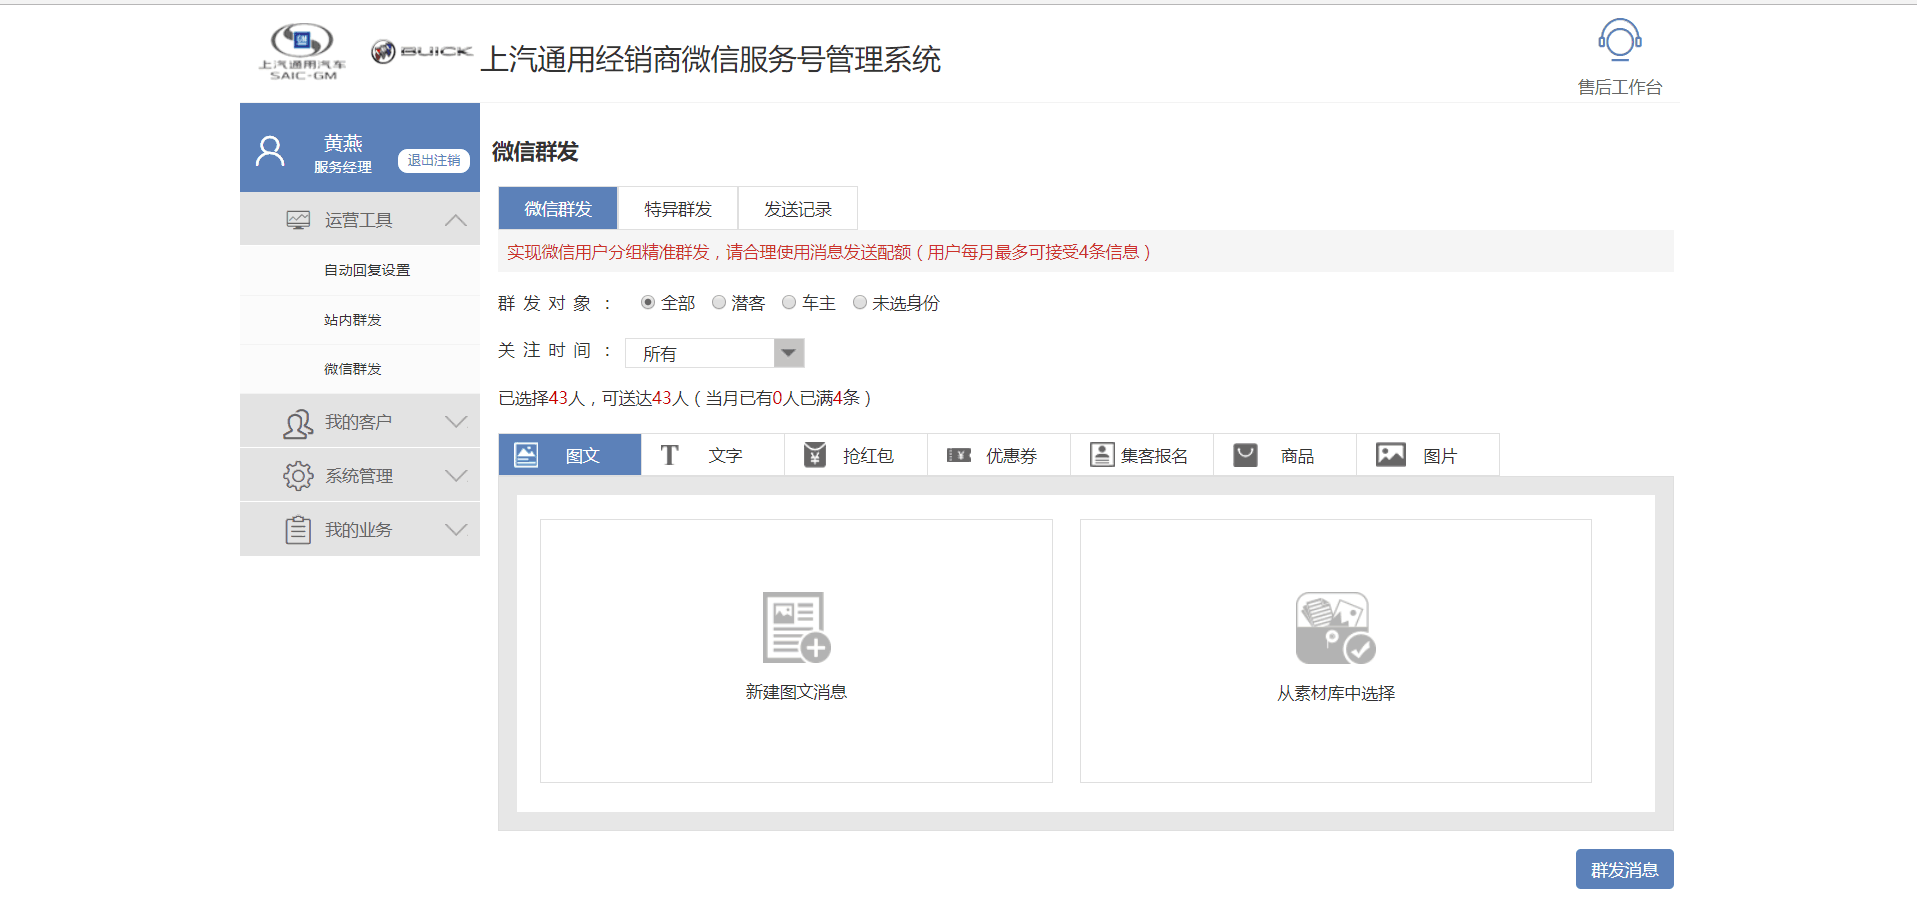 上汽通用汽车
SAIC-GM
BUICK
上汽通用经销商微信服务号管理系统
售后工作台
黄燕
服务经理
退出注销
运营工具
自动回复设置
站内群发
微信群发
我的客户
系统管理
我的业务
微信群发
微信群发 特异群发 发送记录
实现微信用户分组精准群发，请合理使用消息发送配额（用户每月最多可接受4条信息）
群发对象： 全部 潜客 车主 未选身份
关注时间： 所有
已选择43人，可送达43人（当月已有0人已满4条）
图文 文字 抢红包 优惠券 集客报名 商品 图片
新建图文消息
从素材库中选择
群发消息